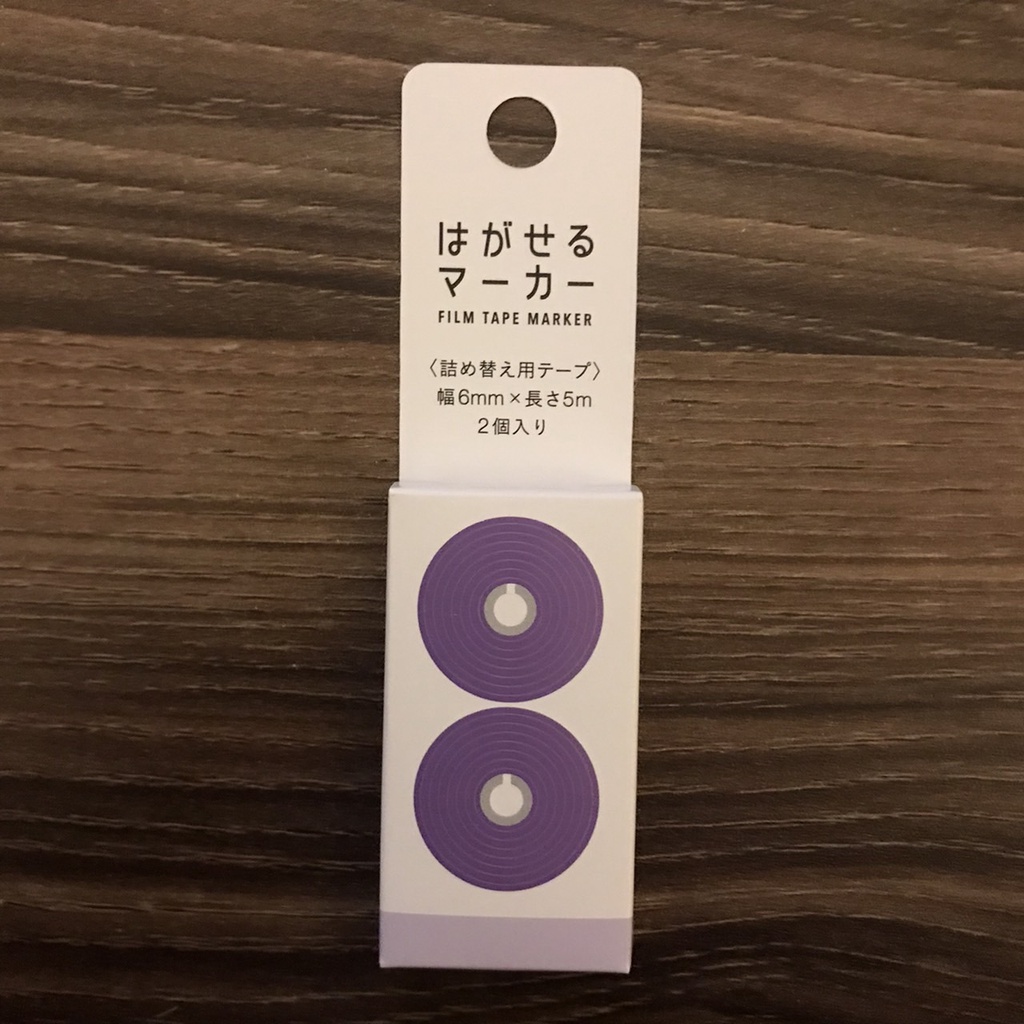 はがせる
マーカー
FILM TAPE MARKER
〈詰め替え用テープ〉
幅6mm×長さ5m
2個入り